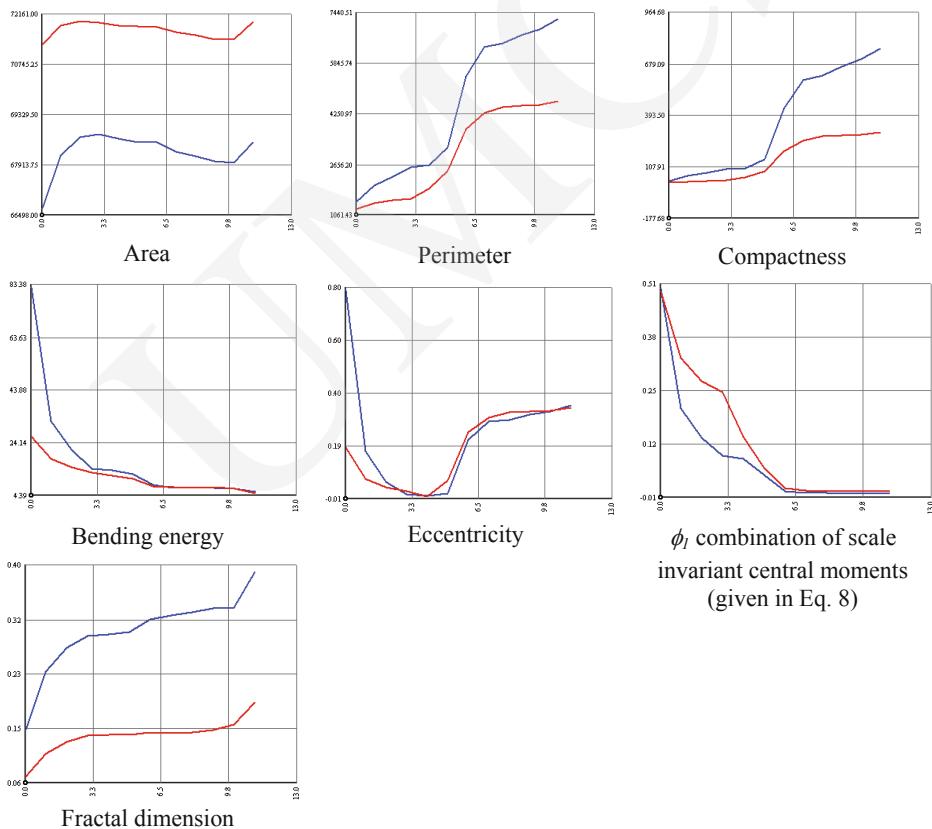 72161.00
70745.25
69329.50
67913.75
66498.00
0.0 3.3 6.5 9.8 13.0
Area
7440.51
5845.74
4250.97
2656.20
1061.43
0.0 3.3 6.5 9.8 13.0
Perimeter
964.68
679.09
393.50
107.91
-177.68
0.0 3.3 6.5 9.8 13.0
Compactness
83.38
63.63
43.88
24.14
4.39
0.0 3.3 6.5 9.8 13.0
Bending energy
0.80
0.60
0.40
0.19
-0.01
0.0 3.3 6.5 9.8 13.0
Eccentricity
0.51
0.38
0.25
0.12
-0.01
0.0 3.3 6.5 9.8 13.0
ϕ₁ combination of scale
invariant central moments
(given in Eq. 8)
0.40
0.32
0.23
0.15
0.06
0.0 3.3 6.5 9.8 13.0
Fractal dimension